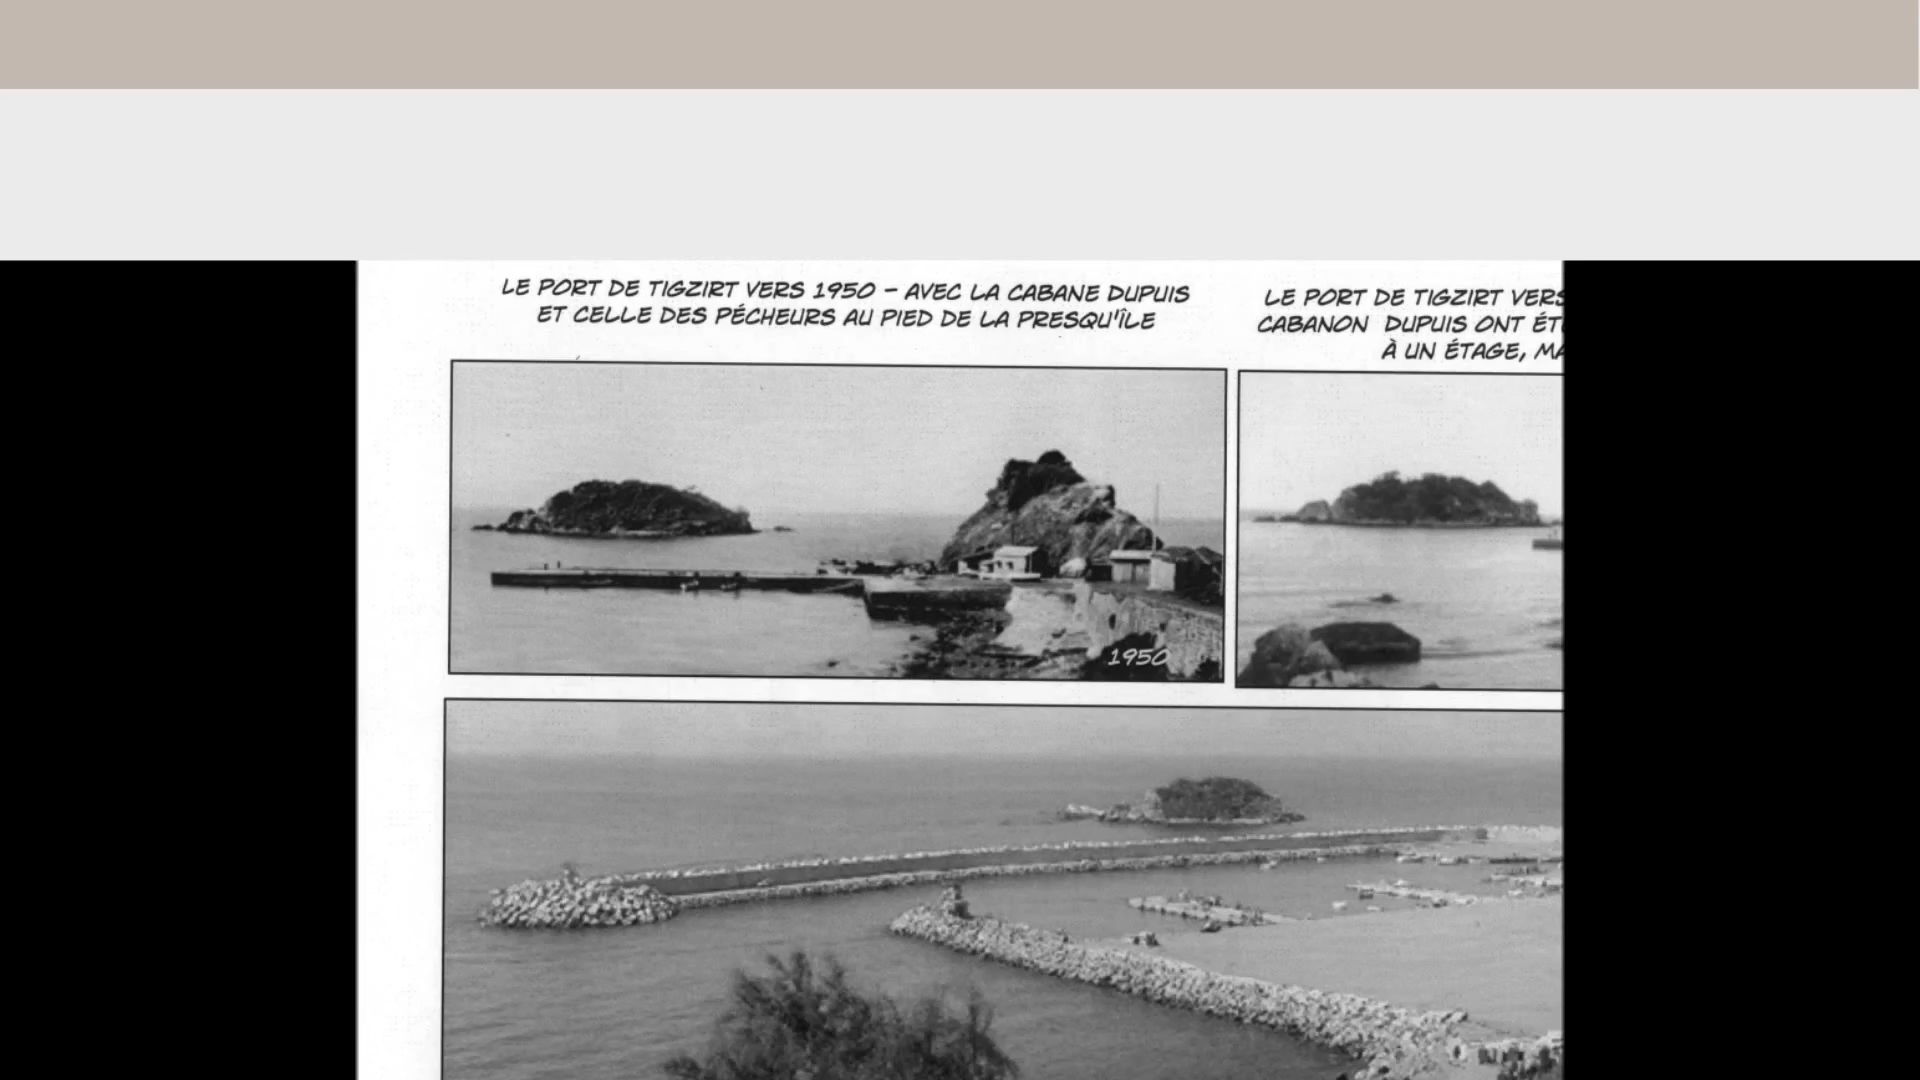 LE PORT DE TIGZIRT VERS 1950 – AVEC LA CABANE DUPUIS
ET CELLE DES PÉCHEURS AU PIED DE LA PRESQU'ÎLE
LE PORT DE TIGZIRT VERS
CABANON DUPUIS ONT
À UN ÉTAGE,
1950